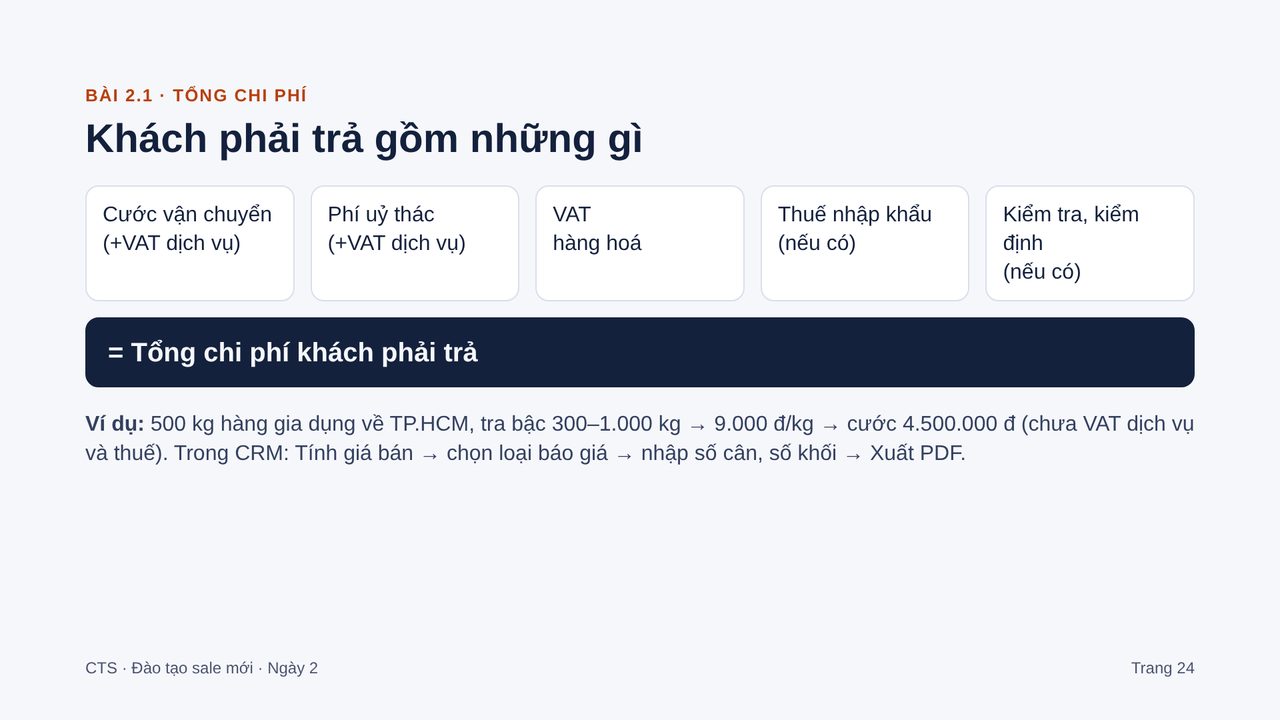 BÀI 2.1 · TỔNG CHI PHÍ
Khách phải trả gồm những gì
Cước vận chuyển
(+VAT dịch vụ)
Phí uỷ thác
(+VAT dịch vụ)
VAT
hàng hoá
Thuế nhập khẩu
(nếu có)
Kiểm tra, kiểm
định
(nếu có)
= Tổng chi phí khách phải trả
Ví dụ: 500 kg hàng gia dụng về TP.HCM, tra bậc 300–1.000 kg → 9.000 đ/kg → cước 4.500.000 đ (chưa VAT dịch vụ
và thuế). Trong CRM: Tính giá bán → chọn loại báo giá → nhập số cân, số khối → Xuất PDF.
CTS · Đào tạo sale mới · Ngày 2
Trang 24